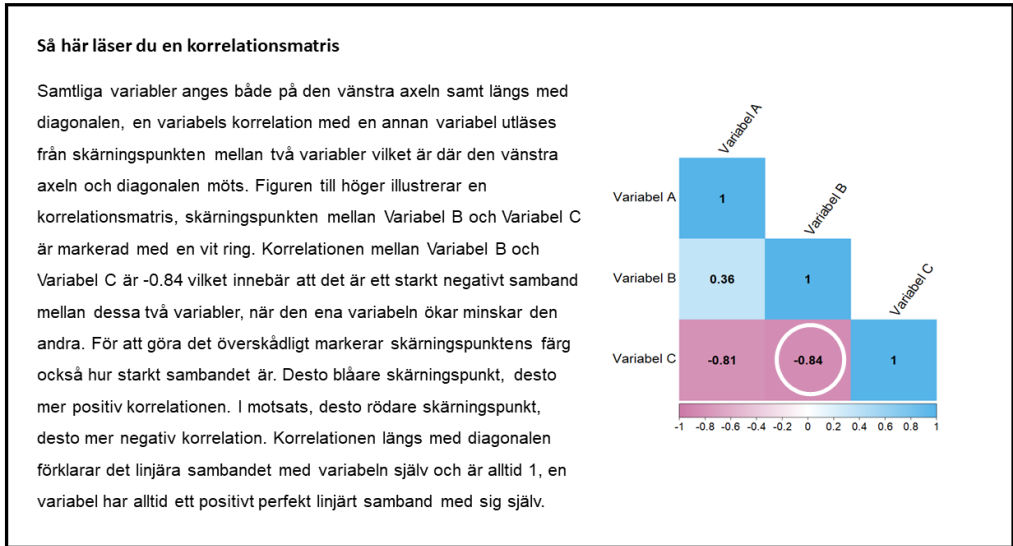 Så här läser du en korrelationsmatris
Samtliga variabler anges både på den vänstra axeln samt längs med
diagonalen, en variabels korrelation med en annan variabel utläses
från skärningspunkten mellan två variabler vilket är där den vänstra
axeln och diagonalen möts. Figuren till höger illustrerar en
korrelationsmatris, skärningspunkten mellan Variabel B och Variabel C
är markerad med en vit ring. Korrelationen mellan Variabel B och
Variabel C är -0.84 vilket innebär att det är ett starkt negativt samband
mellan dessa två variabler, när den ena variabeln ökar minskar den
andra. För att göra det överskådligt markerar skärningspunktens färg
också hur starkt sambandet är. Desto blåare skärningspunkt, desto
mer positiv korrelationen. I motsats, desto rödare skärningspunkt,
desto mer negativ korrelation. Korrelationen längs med diagonalen
förklarar det linjära sambandet med variabeln själv och är alltid 1, en
variabel har alltid ett positivt perfekt linjärt samband med sig själv.
Variabel A
Variabel A 1
Variabel B
Variabel B 0.36 1
Variabel C
Variabel C -0.81 -0.84 1
-1 -0.8 -0.6 -0.4 -0.2 0 0.2 0.4 0.6 0.8 1